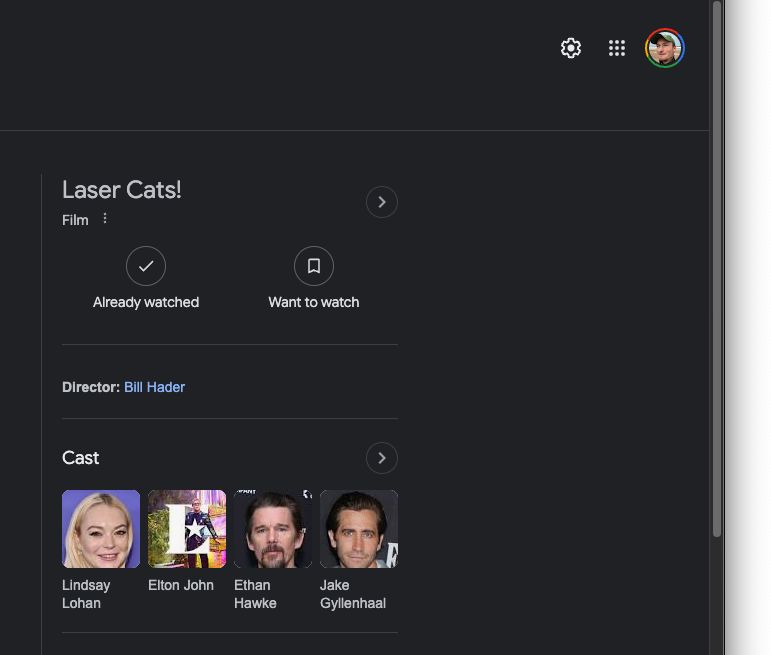 Laser Cats!
Film
Already watched
Want to watch
Director: Bill Hader
Cast
Lindsay
Lohan
Elton John
Ethan
Hawke
Jake
Gyllenhaal